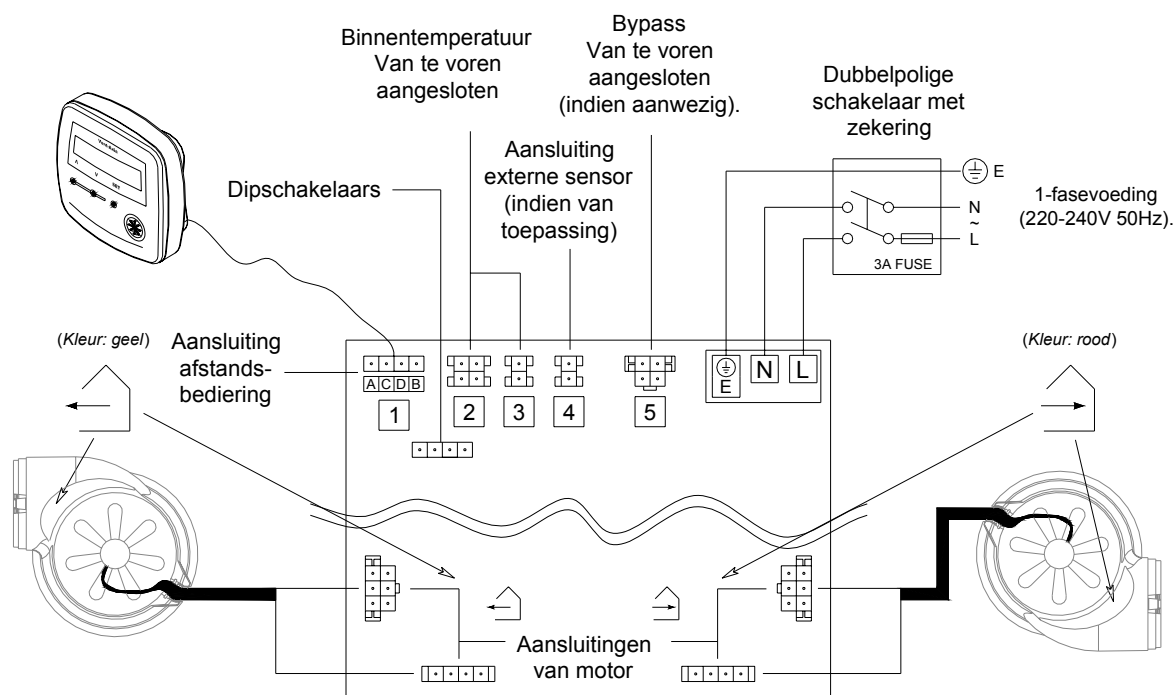 Binnentemperatuur
Van te voren
aangesloten
Bypass
Van te voren
aangesloten
(indien aanwezig).
Dubbelpolige
schakelaar met
zekering
Aansluiting
externe sensor
(indien van
toepassing)
Dipschakelaars
E
N
~
L
3A FUSE
1-fasevoeding
(220-240V 50Hz).
(Kleur: geel)
Aansluiting
afstands-
bediering
A C D B
1
2
3
4
5
E
N
L
(Kleur: rood)
Aansluitingen
van motor